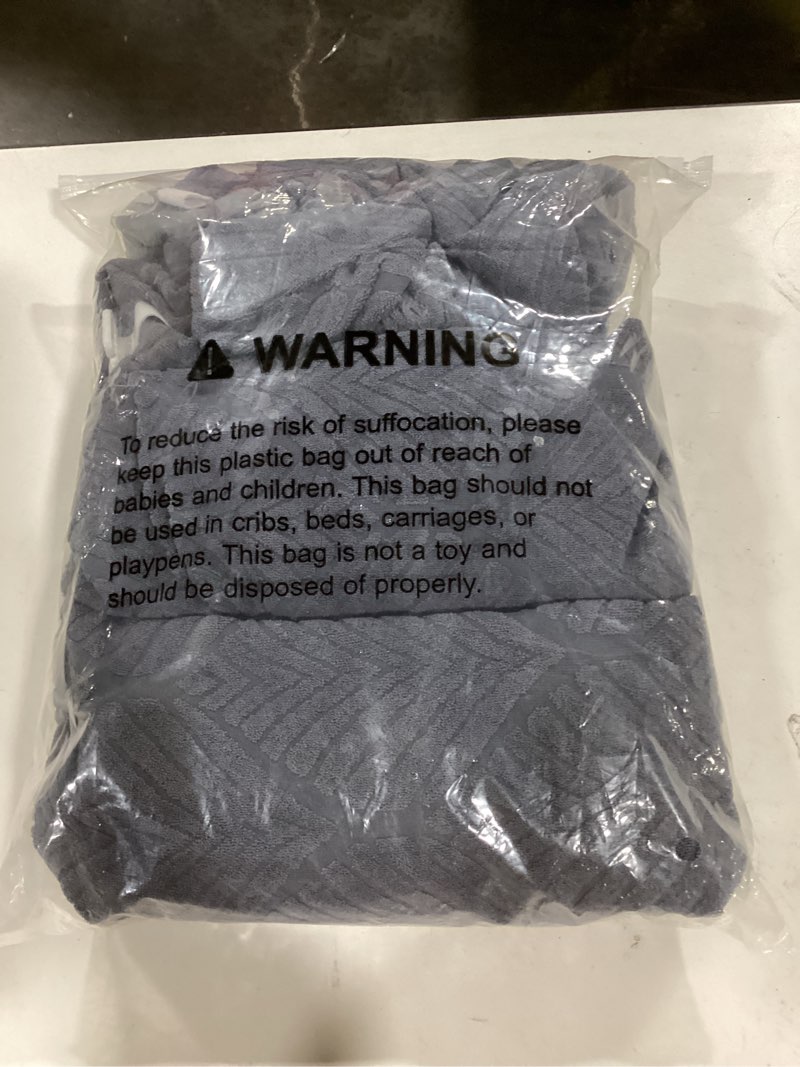 WARNING
To reduce the risk of suffocation, please
keep this plastic bag out of reach of
babies and children. This bag should not
be used in cribs, beds, carriages, or
playpens. This bag is not a toy and
should be disposed of properly.